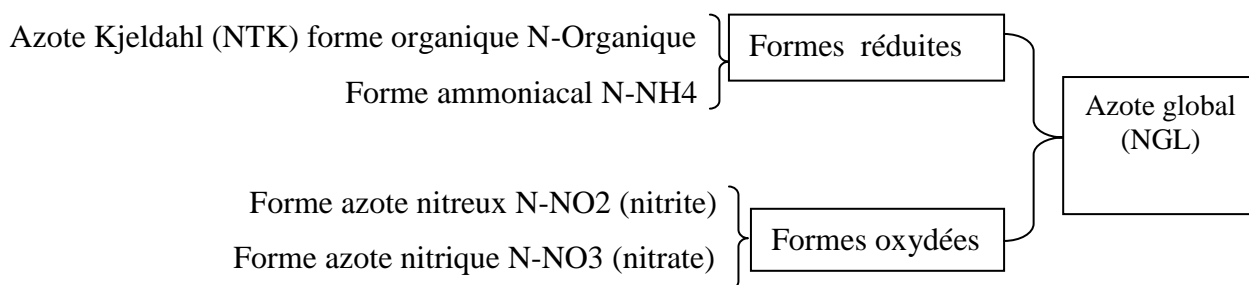 Azote Kjeldahl (NTK) forme organique N-Organique
Forme ammoniacal N-NH4
Formes réduites
Azote global
(NGL)
Forme azote nitreux N-NO2 (nitrite)
Forme azote nitrique N-NO3 (nitrate)
Formes oxydées